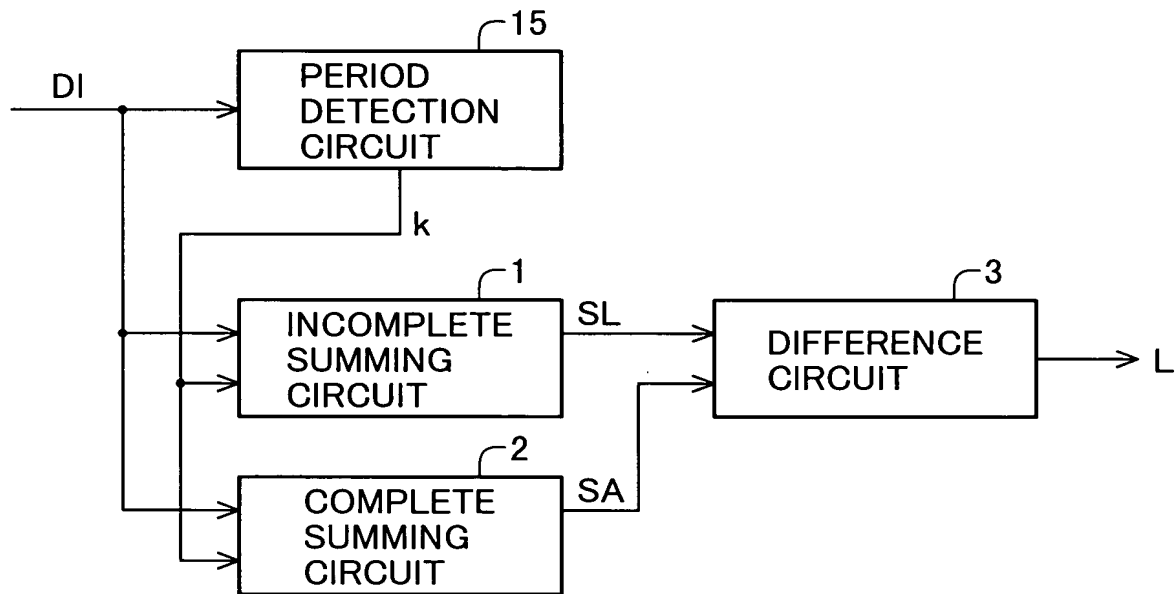 15
DI
PERIOD
DETECTION
CIRCUIT
k
1
INCOMPLETE
SUMMING
CIRCUIT
SL
3
DIFFERENCE
CIRCUIT
L
2
COMPLETE
SUMMING
CIRCUIT
SA